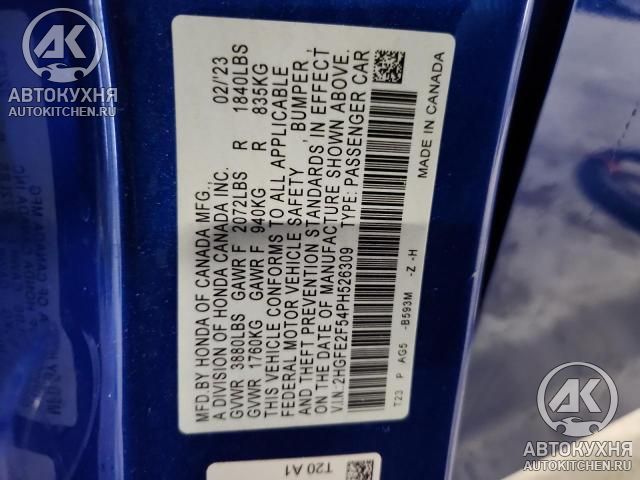 AK
АВТОКУХНЯ
AUTOKITCHEN.RU
MFD.BY HONDA OF CANADA MFG., 02/'23
A DIVISION OF HONDA CANADA INC.
GVWR 3880LBS GAWR F 2072LBS R 1840LBS
GVWR 1760KG GAWR F 940KG R 835KG
THIS VEHICLE CONFORMS TO ALL APPLICABLE
FEDERAL MOTOR VEHICLE SAFETY , BUMPER ,
AND THEFT PREVENTION STANDARDS, IN EFFECT
ON THE DATE OF MANUFACTURE SHOWN ABOVE.
V.I.N.:2HGFE2F54PH526309 TYPE: PASSENGER CAR
T23 P AG5 -B593M -Z -H
MADE IN CANADA
T20 A1
AK
АВТОКУХНЯ
AUTOKITCHEN.RU